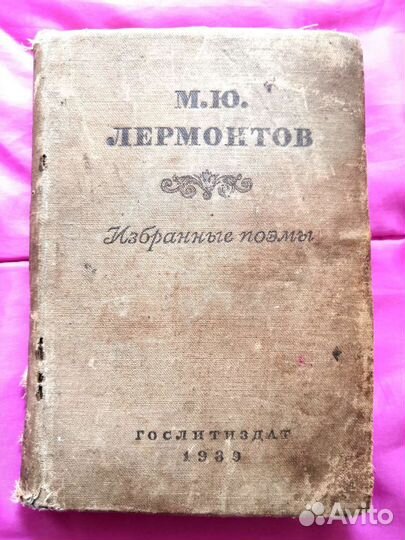 М.Ю.
ЛЕРМОНТОВ
Избранные поэмы
ГОСЛИТИЗДАТ
1939
Avito